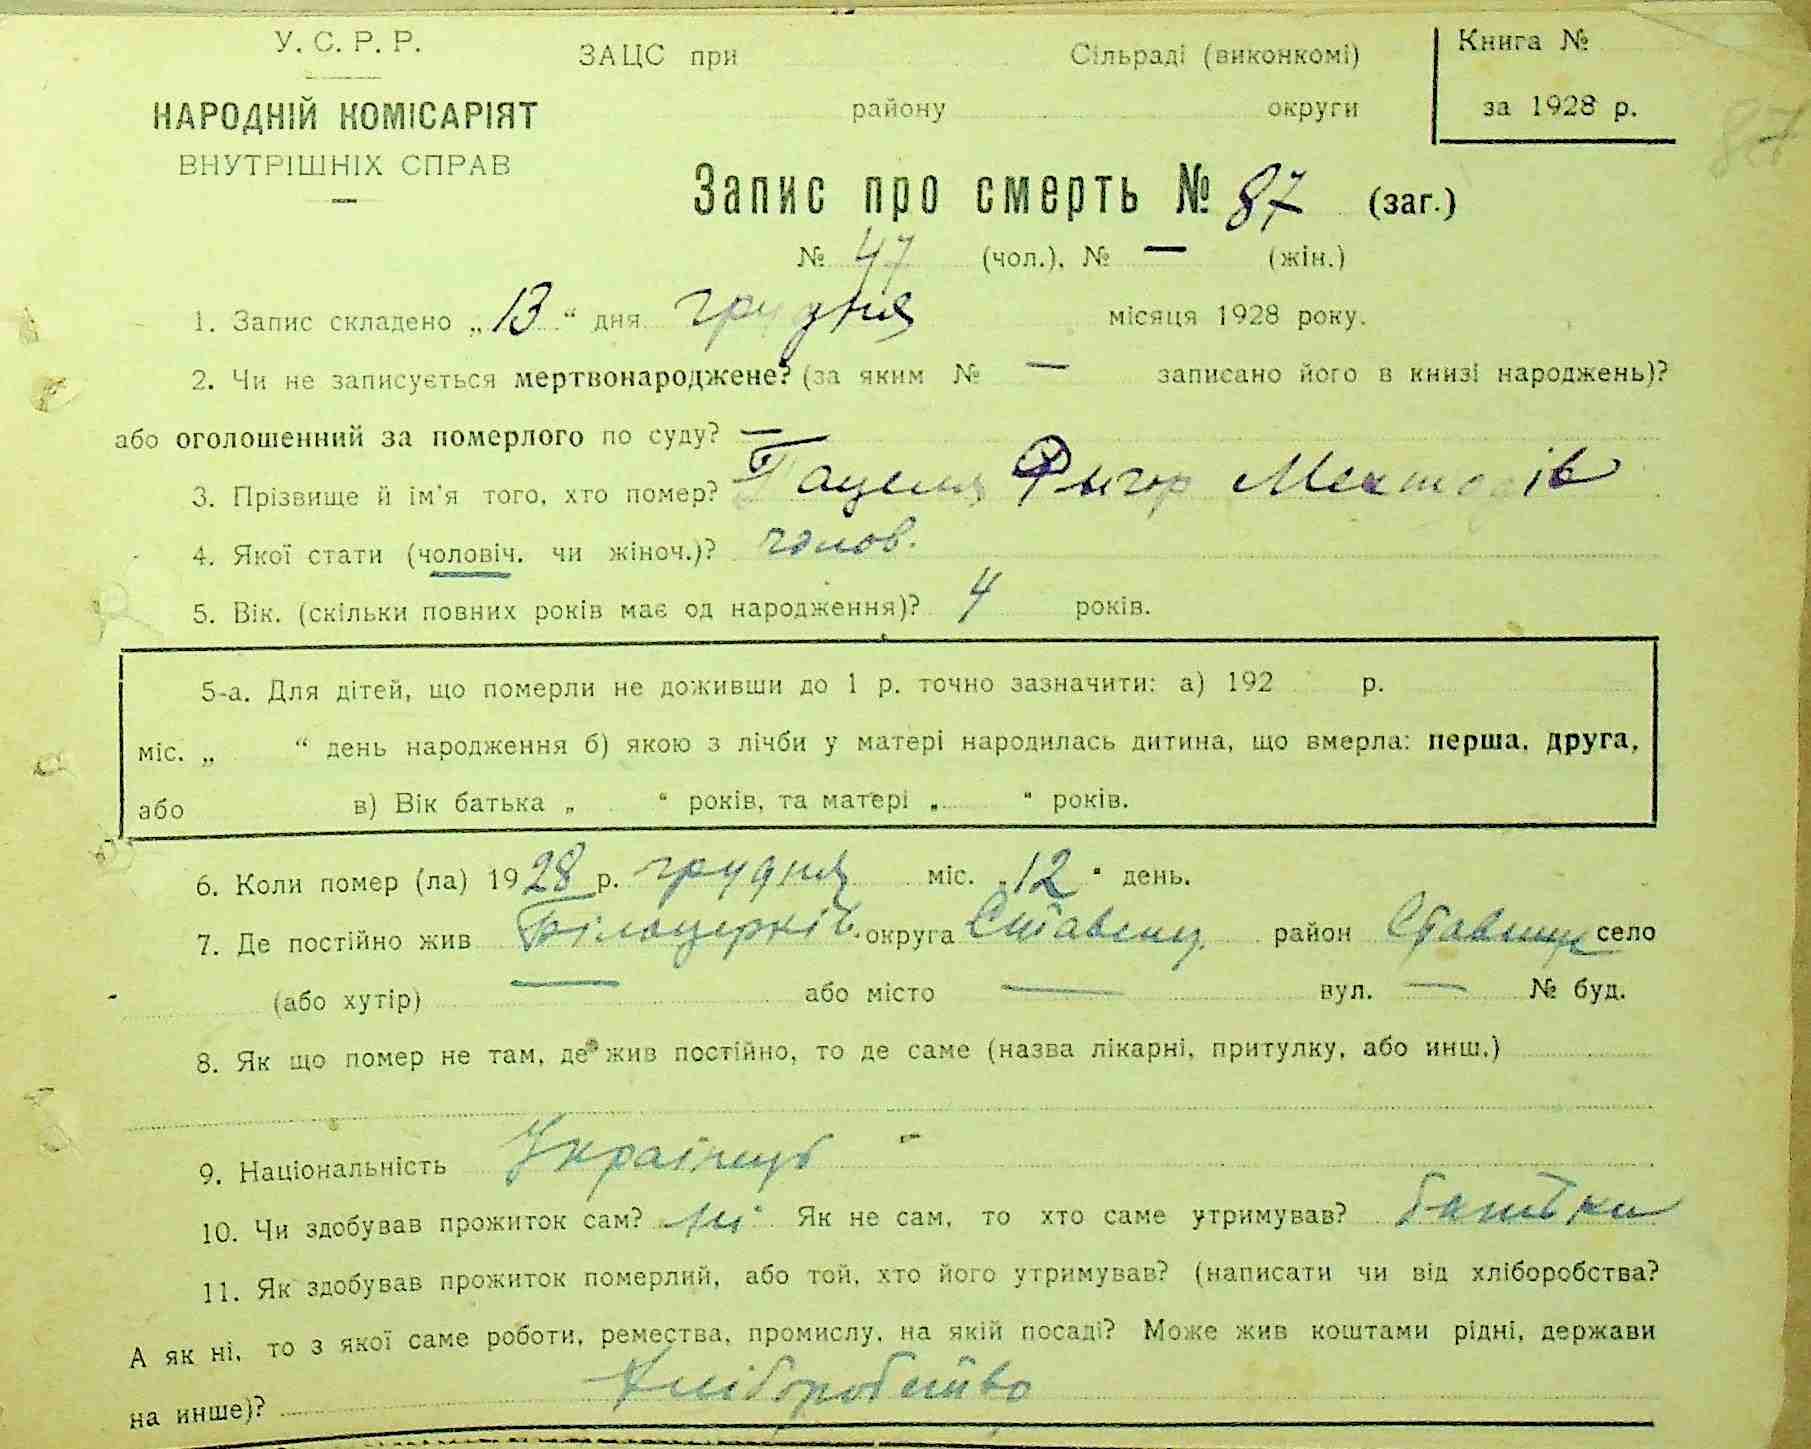 У. С. Р. Р.
НАРОДНІЙ КОМІСАРІЯТ
ВНУТРІШНІХ СПРАВ
ЗАЦС при Сільраді (виконкомі)
району округи
Книга №
за 1928 р.
87
Запис про смерть № 87 (заг.)
№ 47 (чол.), № — (жін.)
1. Запис складено „13" дня грудня місяця 1928 року.
2. Чи не записується мертвонароджене? (за яким № — записано його в книзі народжень)?
або оголошенний за померлого по суду? —
3. Прізвище й ім'я того, хто помер?
4. Якої стати (чоловіч. чи жіноч.)? чолов.
5. Вік. (скільки повних років має од народження)? 4 років.
5-а. Для дітей, що померли не доживши до 1 р. точно зазначити: а) 192 р.
міс. „ " день народження б) якою з лічби у матері народилась дитина, що вмерла: перша, друга,
або в) Вік батька „ " років, та матері „ " років.
6. Коли помер (ла) 1928 р. грудня міс. „12" день.
7. Де постійно жив Білоцерків. округа Ставищ. район Ставище село
(або хутір) — або місто — вул. — № буд.
8. Як що помер не там, де жив постійно, то де саме (назва лікарні, притулку, або инш.)
9. Національність Українець
10. Чи здобував прожиток сам? ні Як не сам, то хто саме утримував? батьки
11. Як здобував прожиток померлий, або той, хто його утримував? (написати чи від хліборобства?
А як ні, то з якої саме роботи, ремества, промислу, на якій посаді? Може жив коштами рідні, держави
на инше)? Хліборобство